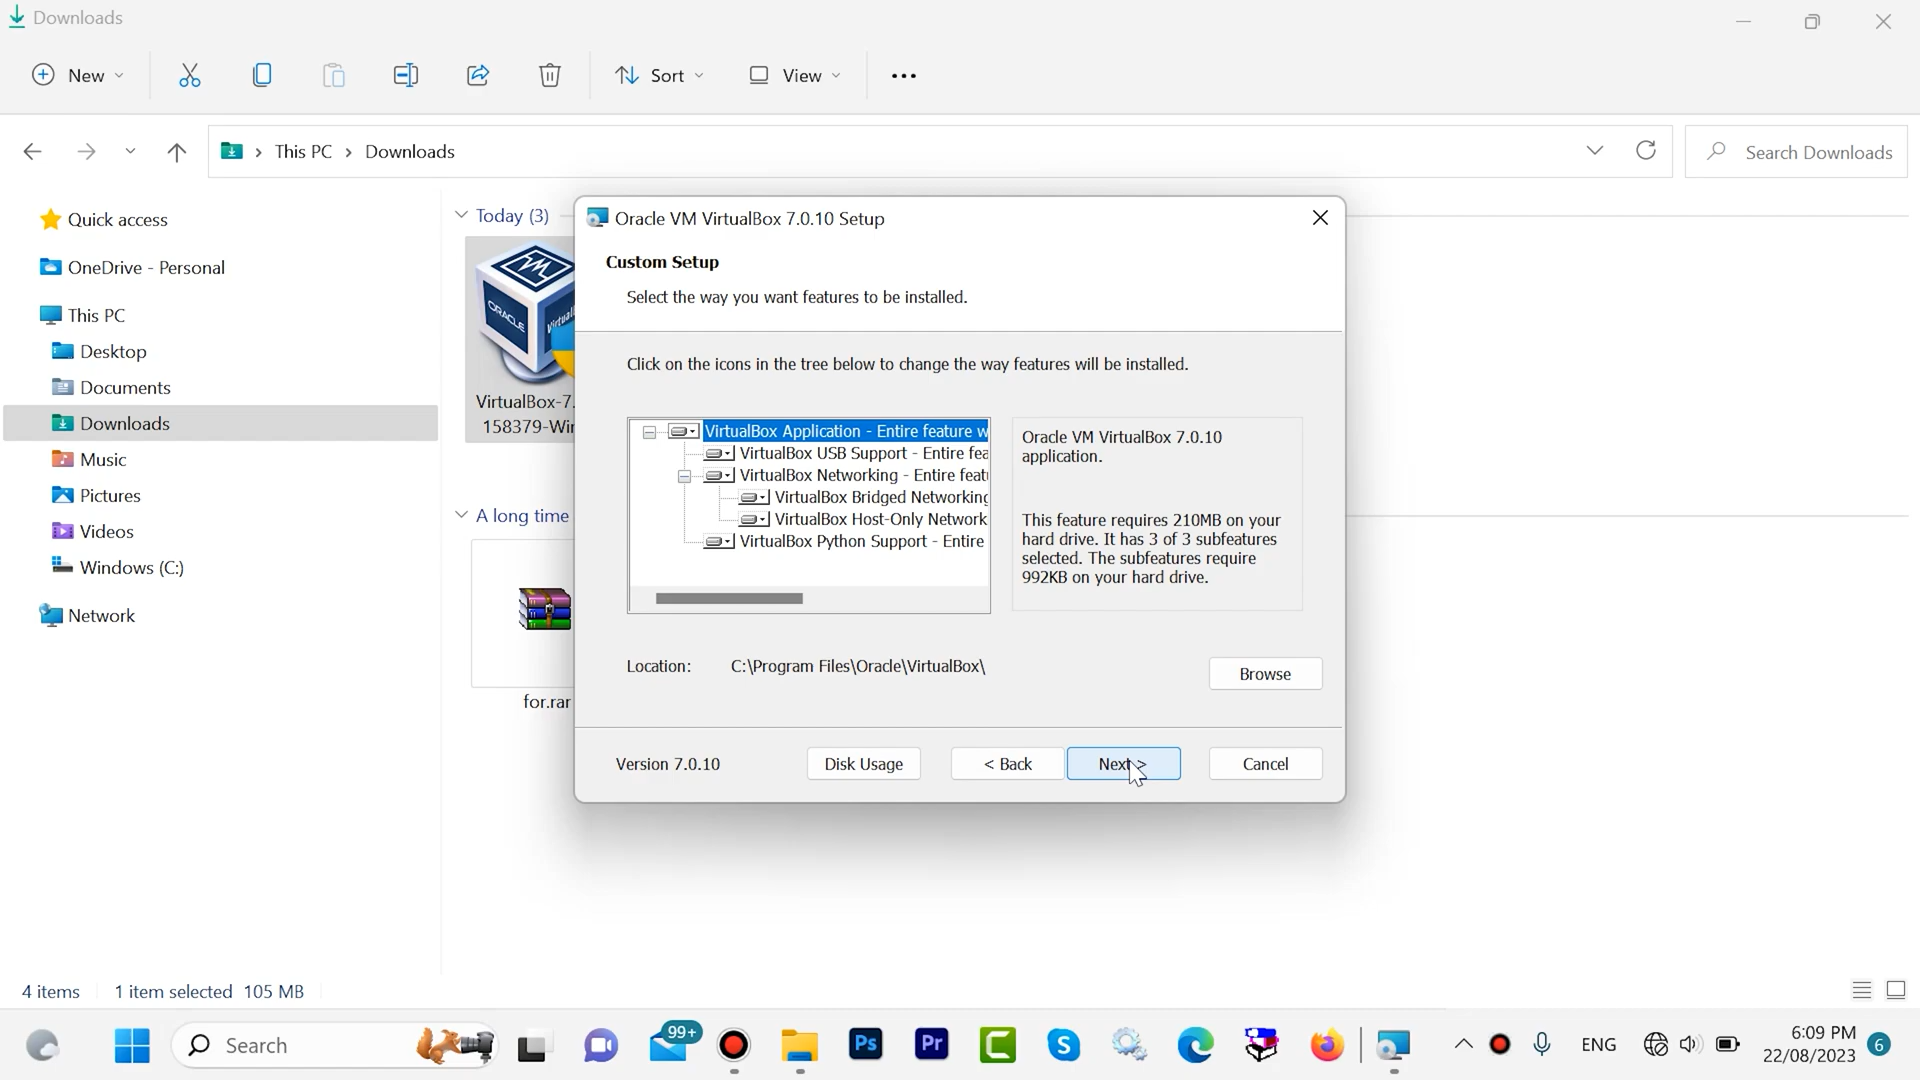 Downloads
New
Sort
View
This PC
Downloads
Search Downloads
Quick access
OneDrive - Personal
This PC
Desktop
Documents
Downloads
Music
Pictures
Videos
Windows (C:)
Network
Today (3)
ORACLE
VirtualBox-7.
158379-Win
A long time
for.rar
Oracle VM VirtualBox 7.0.10 Setup
Custom Setup
Select the way you want features to be installed.
Click on the icons in the tree below to change the way features will be installed.
VirtualBox Application - Entire feature w
VirtualBox USB Support - Entire fea
VirtualBox Networking - Entire feat
VirtualBox Bridged Networking
VirtualBox Host-Only Network
VirtualBox Python Support - Entire
Oracle VM VirtualBox 7.0.10
application.
This feature requires 210MB on your
hard drive. It has 3 of 3 subfeatures
selected. The subfeatures require
992KB on your hard drive.
Location: C:\Program Files\Oracle\VirtualBox\
Browse
Version 7.0.10
Disk Usage
< Back
Next >
Cancel
4 items
1 item selected 105 MB
Search
99+
Ps
Pr
ENG
6:09 PM
22/08/2023
6